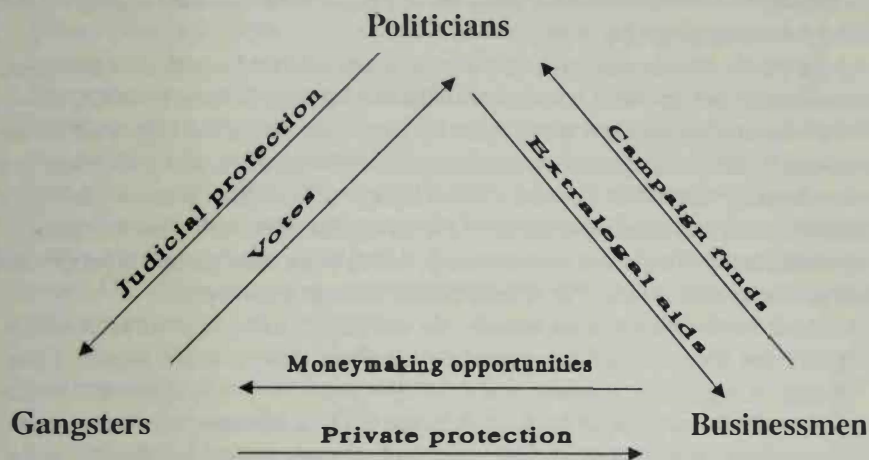 Politicians
Judicial protection
Votes
Extralegal aids
Campaign funds
Moneymaking opportunities
Gangsters
Businessmen
Private protection